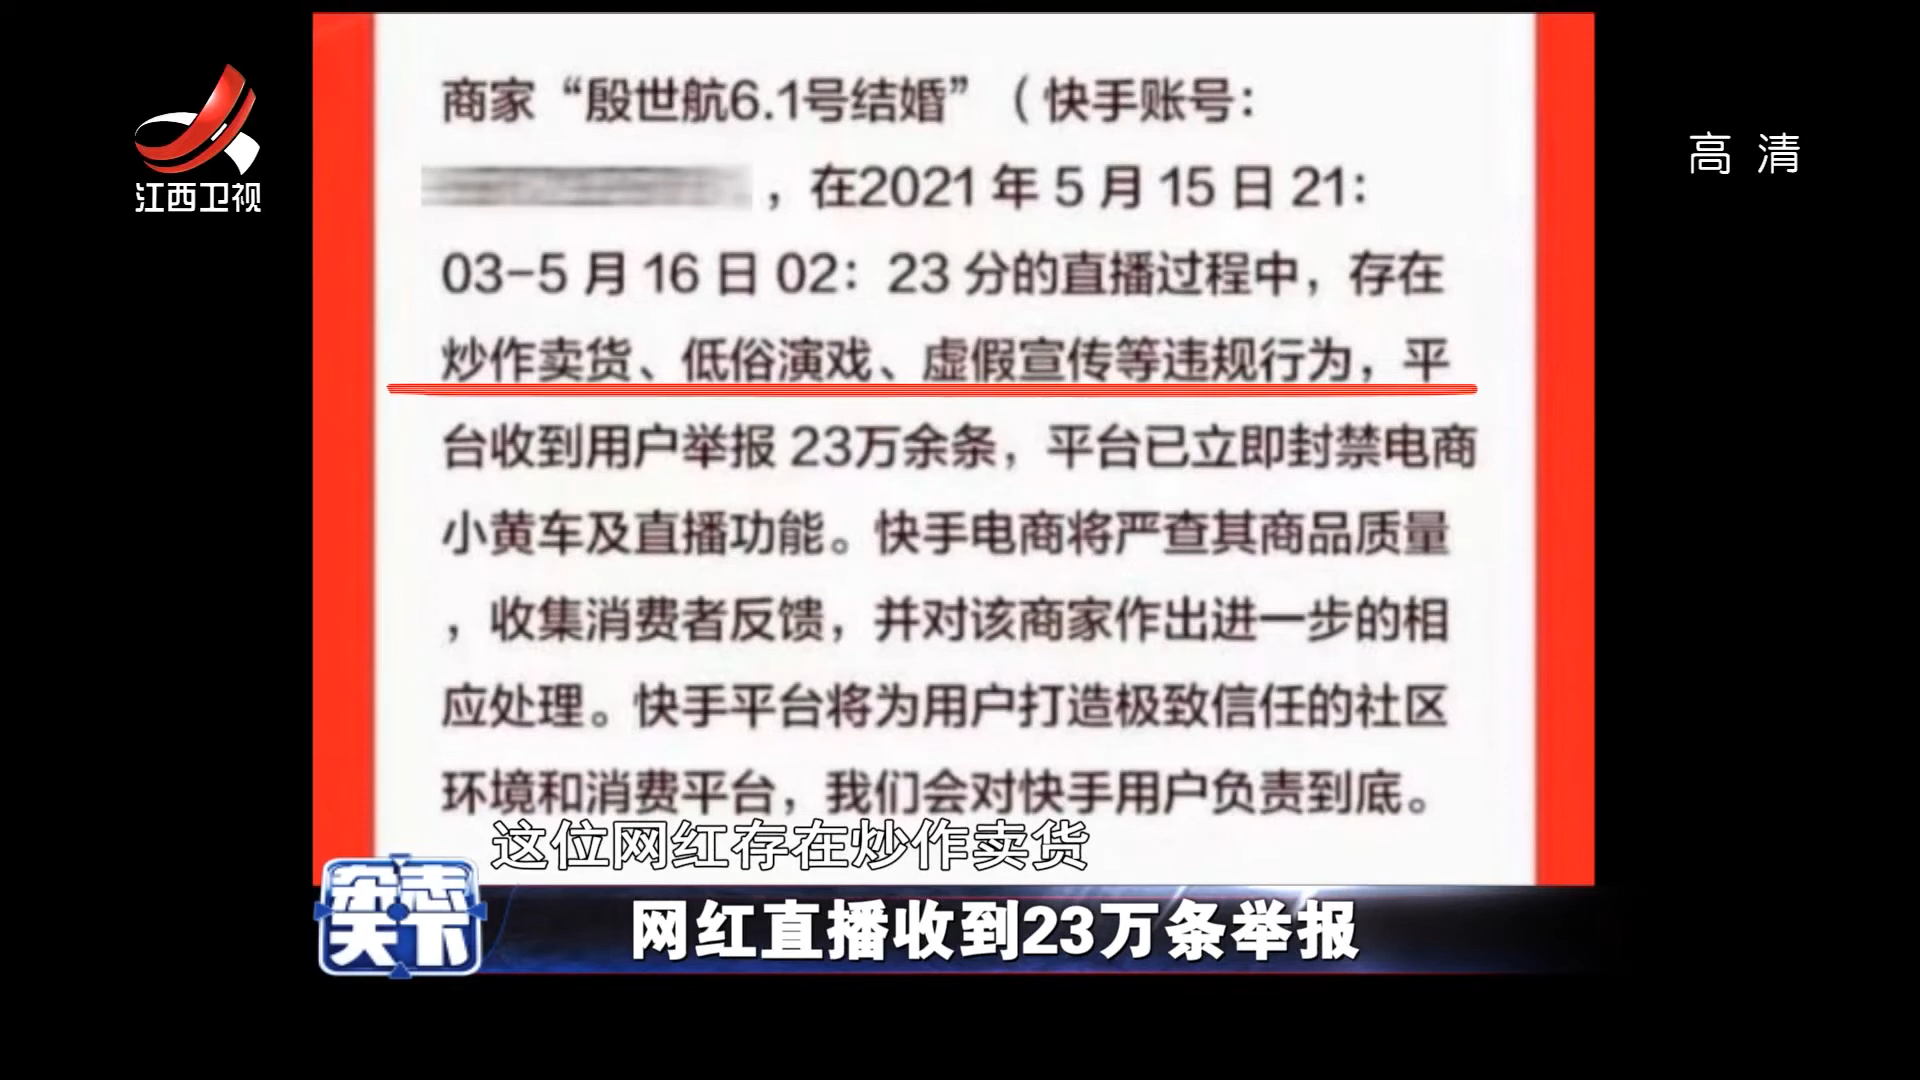 江西卫视
高清
商家“殷世航6.1号结婚”（快手账号：
，在2021年5月15日21：
03-5月16日02：23分的直播过程中，存在
炒作卖货、低俗演戏、虚假宣传等违规行为，平
台收到用户举报23万余条，平台已立即封禁电商
小黄车及直播功能。快手电商将严查其商品质量
，收集消费者反馈，并对该商家作出进一步的相
应处理。快手平台将为用户打造极致信任的社区
环境和消费平台，我们会对快手用户负责到底。
这位网红存在炒作卖货
杂志
天下
网红直播收到23万条举报